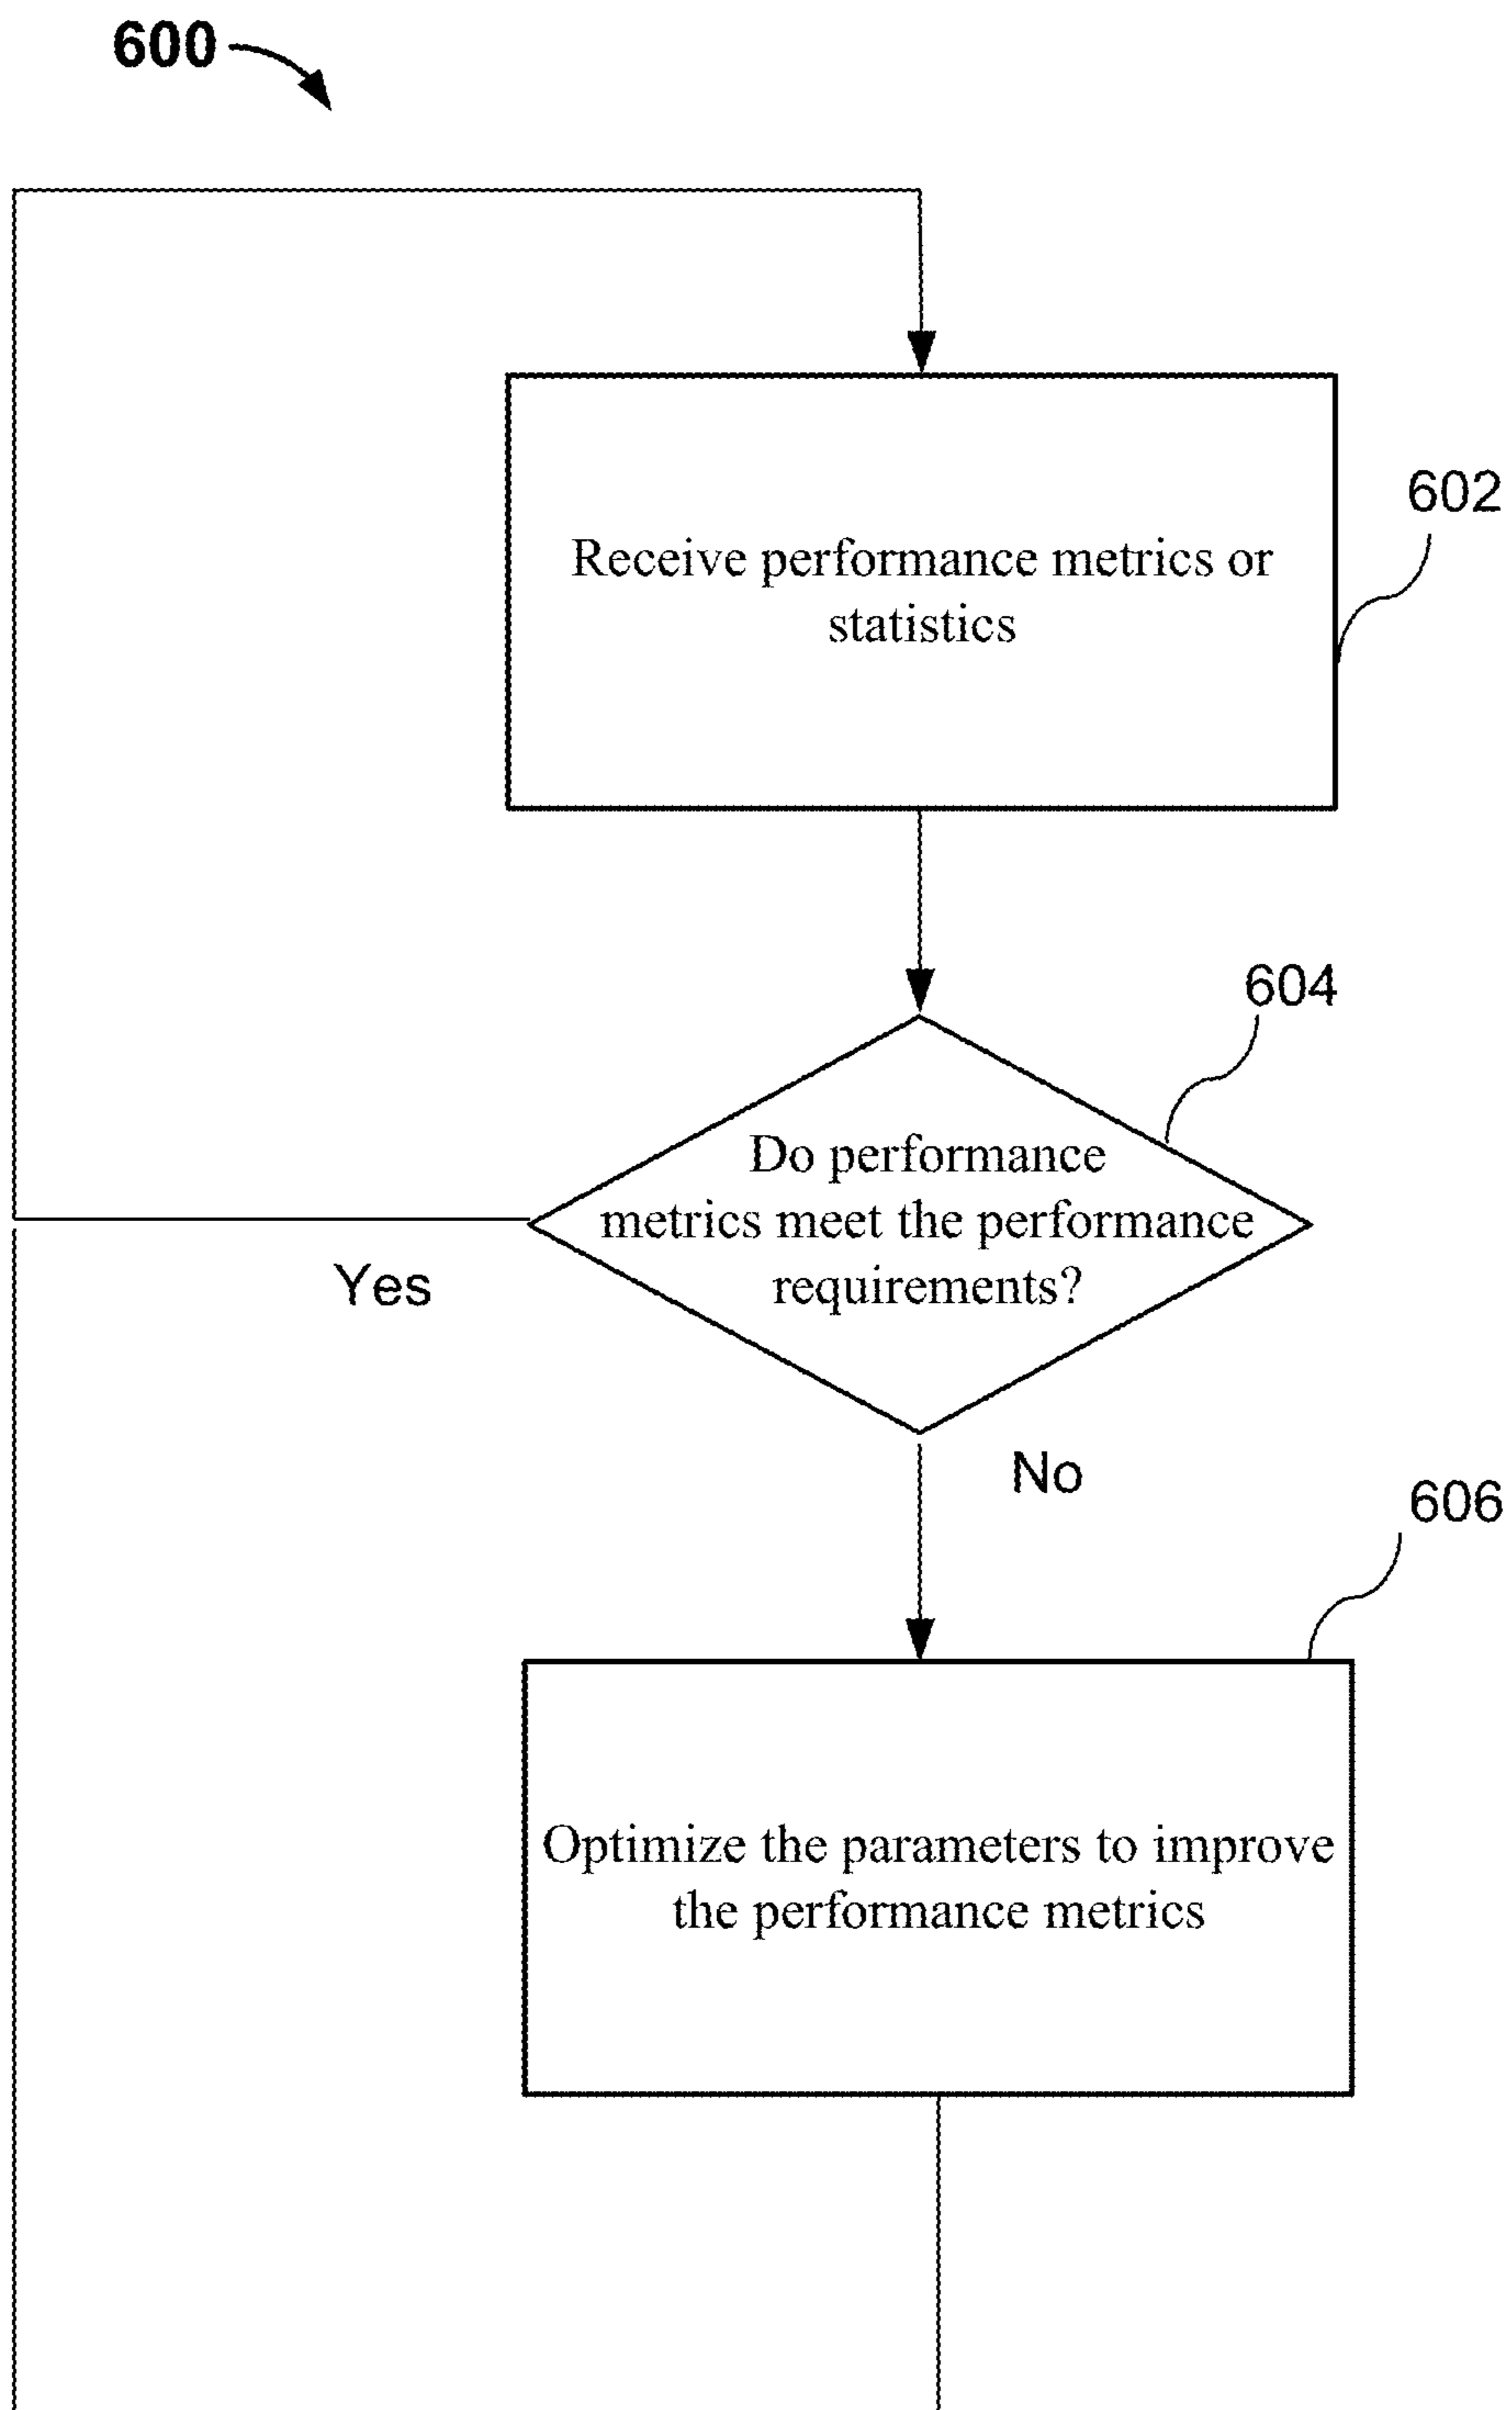 600
Receive performance metrics or
statistics
602
604
Do performance
metrics meet the performance
requirements?
Yes
No
606
Optimize the parameters to improve
the performance metrics